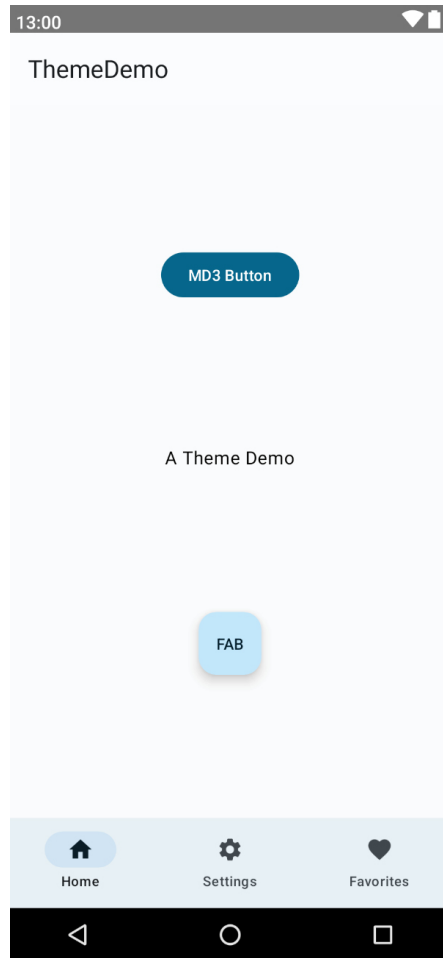 13:00
ThemeDemo
MD3 Button
A Theme Demo
FAB
Home Settings Favorites